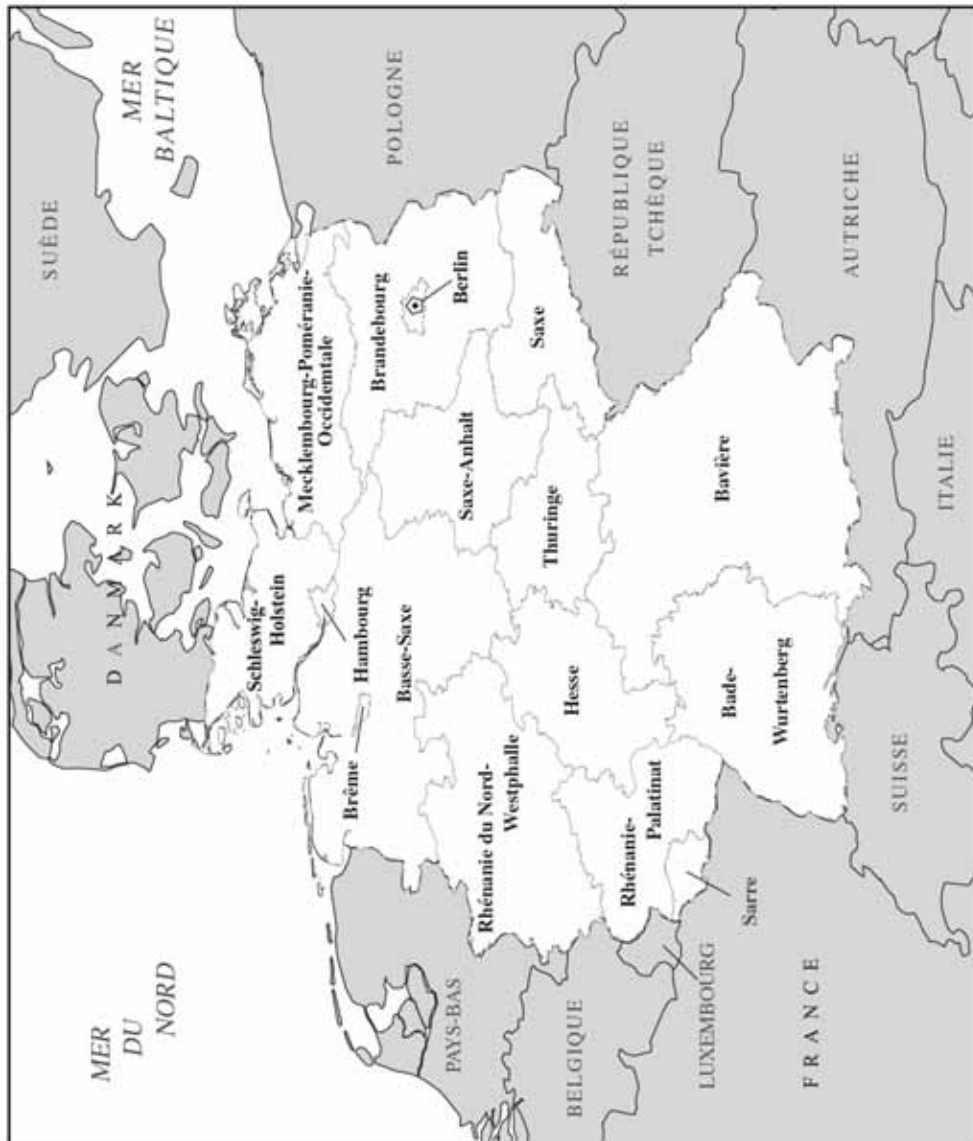 MER
DU
NORD
MER
BALTIQUE
SUÈDE
DANMARK
POLOGNE
RÉPUBLIQUE
TCHÈQUE
AUTRICHE
ITALIE
SUISSE
FRANCE
LUXEMBOURG
BELGIQUE
PAYS-BAS
Schleswig-
Holstein
Hambourg
Mecklembourg-Poméranie-
Occidemtale
Brême
Basse-Saxe
Brandebourg
Berlin
Saxe-Anhalt
Rhénanie du Nord-
Westphalle
Hesse
Thuringe
Saxe
Rhénanie-
Palatinat
Sarre
Bade-
Wurtenberg
Bavière